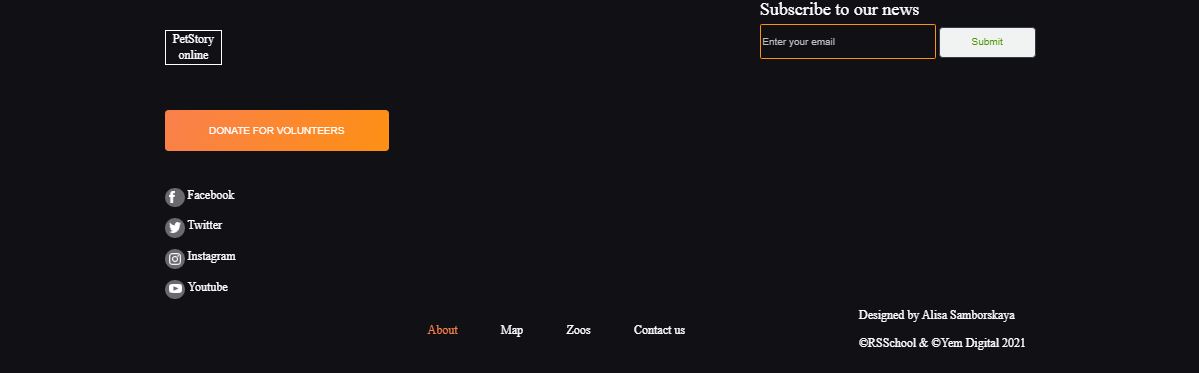 Subscribe to our news
PetStory
online
Enter your email
Submit
DONATE FOR VOLUNTEERS
Facebook
Twitter
Instagram
Youtube
About
Map
Zoos
Contact us
Designed by Alisa Samborskaya
©RSSchool & ©Yem Digital 2021